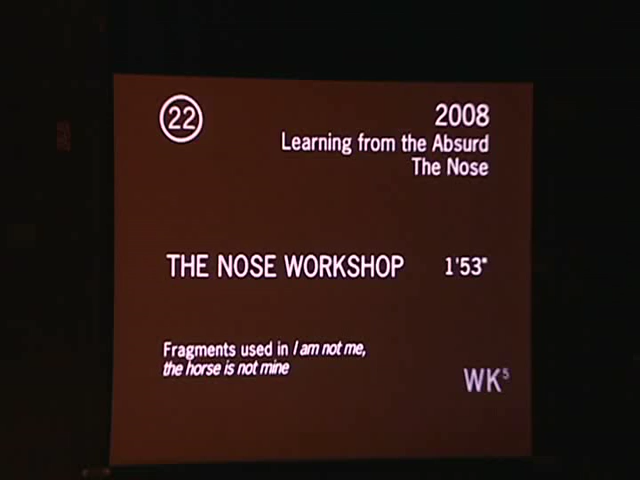 22
2008
Learning from the Absurd
The Nose
THE NOSE WORKSHOP 1'53"
Fragments used in I am not me,
the horse is not mine
WK⁵